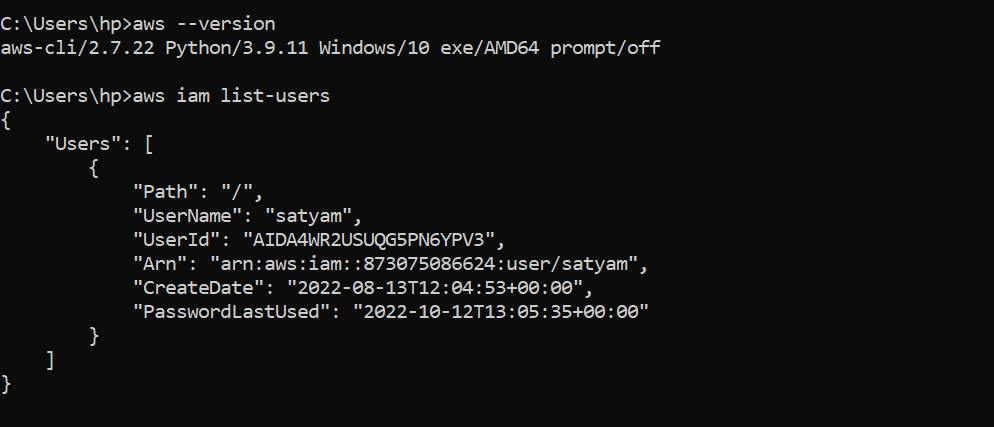 C:\Users\hp>aws --version
aws-cli/2.7.22 Python/3.9.11 Windows/10 exe/AMD64 prompt/off
C:\Users\hp>aws iam list-users
{
    "Users": [
        {
            "Path": "/",
            "UserName": "satyam",
            "UserId": "AIDA4WR2USUQG5PN6YPV3",
            "Arn": "arn:aws:iam::873075086624:user/satyam",
            "CreateDate": "2022-08-13T12:04:53+00:00",
            "PasswordLastUsed": "2022-10-12T13:05:35+00:00"
        }
    ]
}